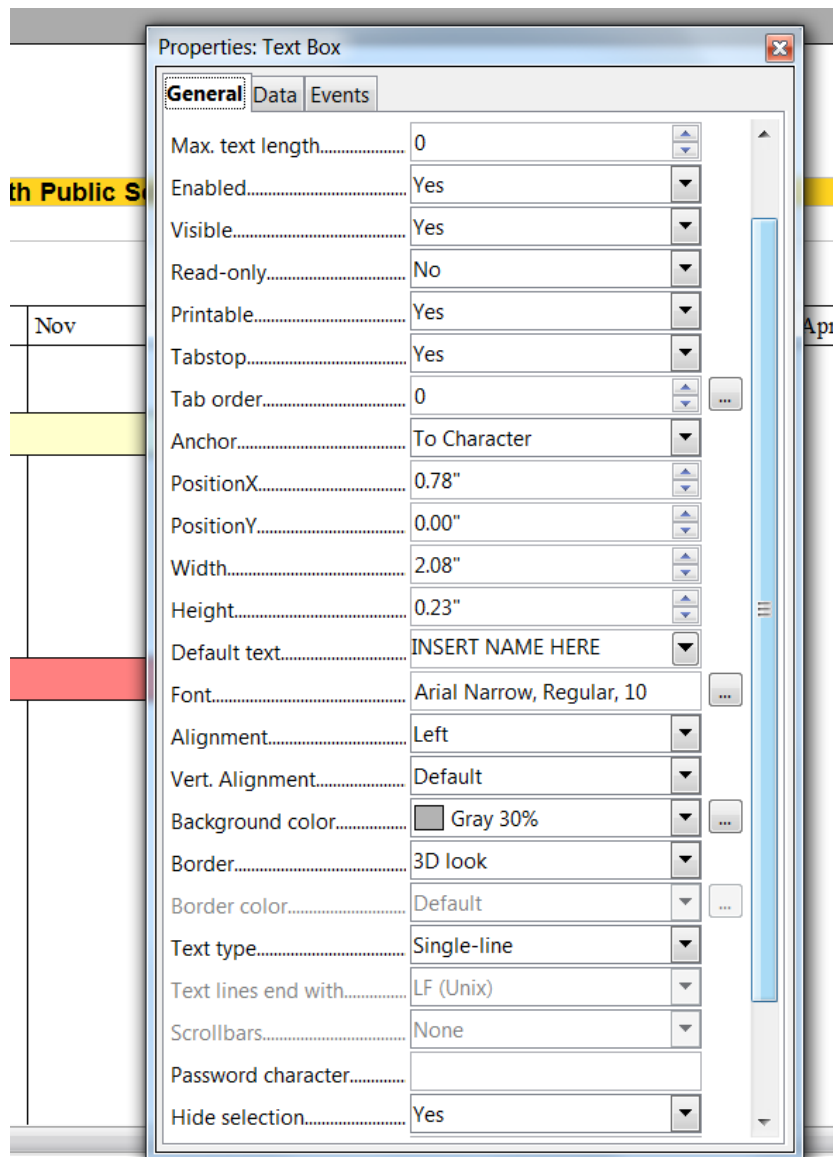 Properties: Text Box
General Data Events
Max. text length.................... 0
Enabled...................................... Yes
th Public S
Visible......................................... Yes
Read-only................................. No
Printable.................................... Yes
Nov
Apr
Tabstop...................................... Yes
Tab order.................................. 0 ...
Anchor........................................ To Character
PositionX................................... 0.78"
PositionY................................... 0.00"
Width.......................................... 2.08"
Height......................................... 0.23"
Default text.............................. INSERT NAME HERE
Font.............................................. Arial Narrow, Regular, 10 ...
Alignment................................. Left
Vert. Alignment...................... Default
Background color................. Gray 30% ...
Border......................................... 3D look
Border color............................ Default ...
Text type................................... Single-line
Text lines end with............... LF (Unix)
Scrollbars.................................. None
Password character.............
Hide selection........................ Yes